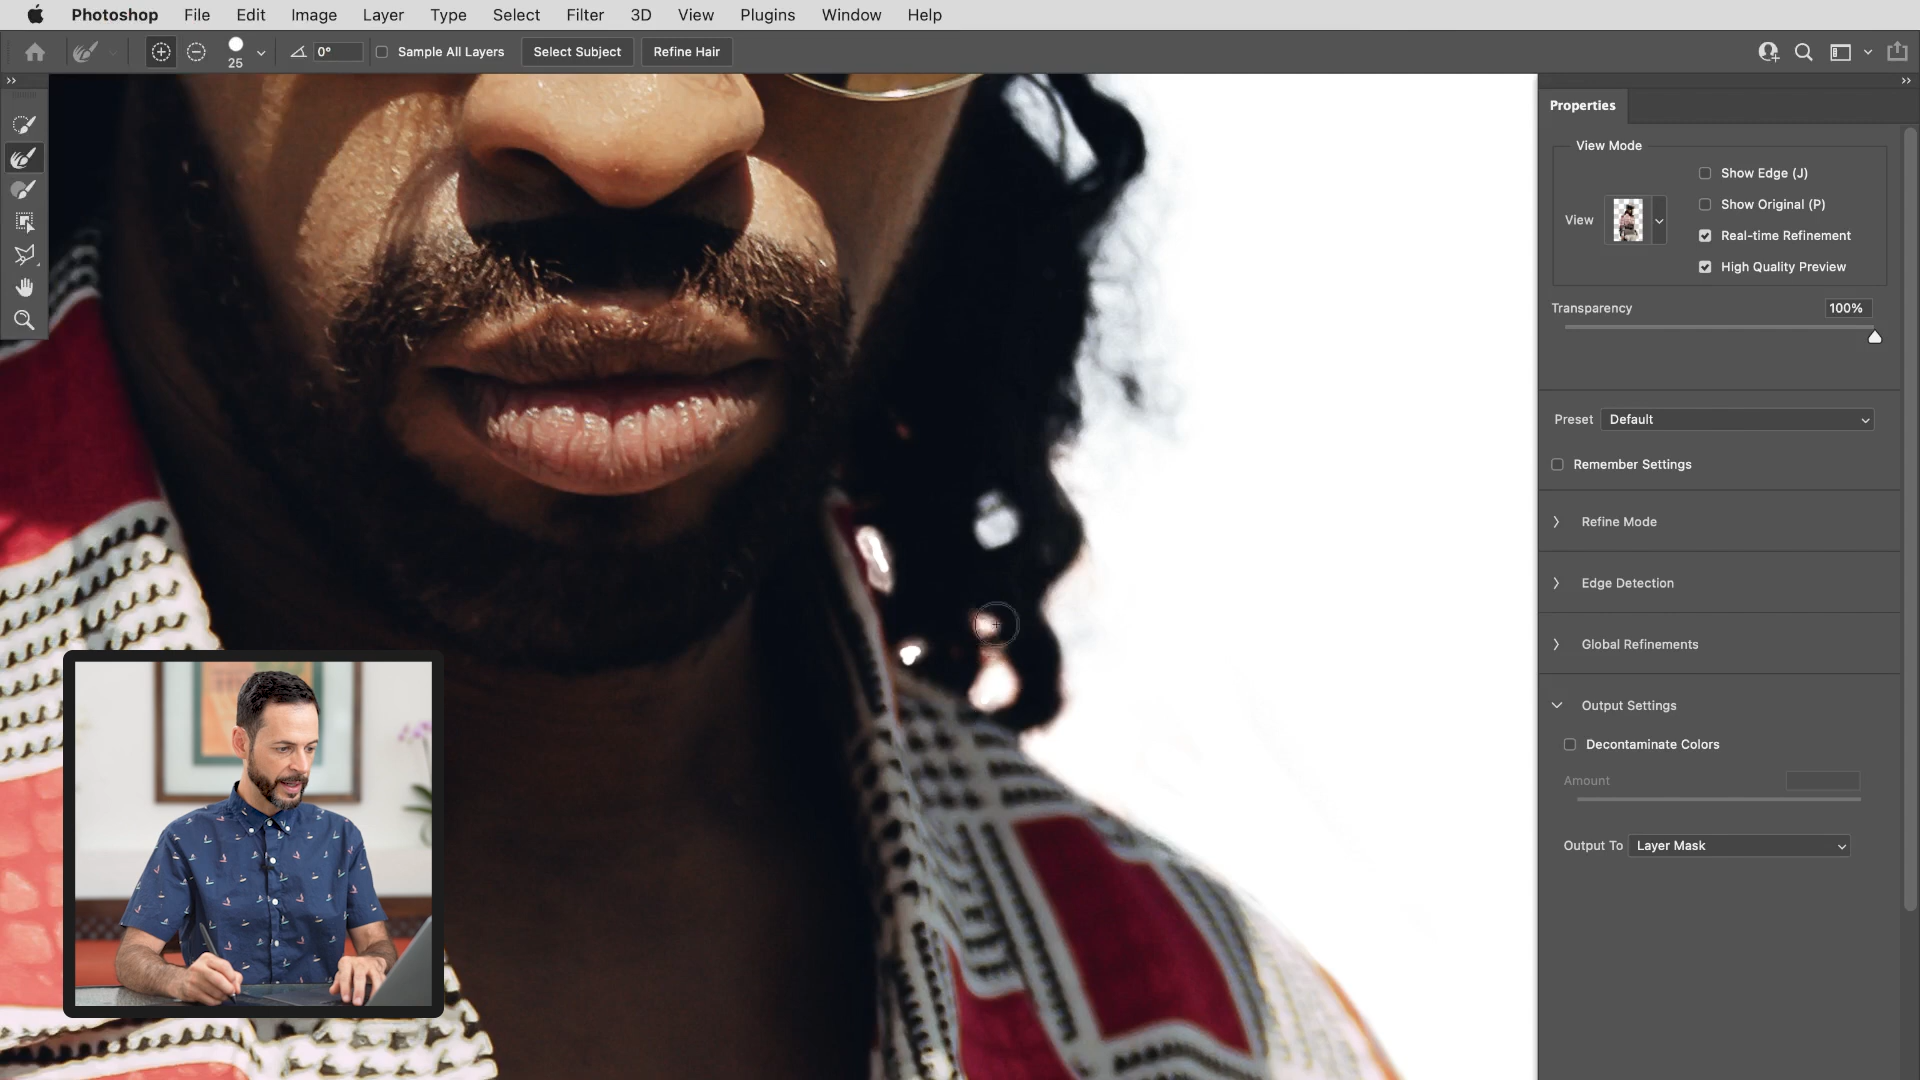 Photoshop File Edit Image Layer Type Select Filter 3D View Plugins Window Help
25 0° Sample All Layers Select Subject Refine Hair
Properties
View Mode
Show Edge (J)
View Show Original (P)
Real-time Refinement
High Quality Preview
Transparency 100%
Preset Default
Remember Settings
Refine Mode
Edge Detection
Global Refinements
Output Settings
Decontaminate Colors
Amount
Output To Layer Mask